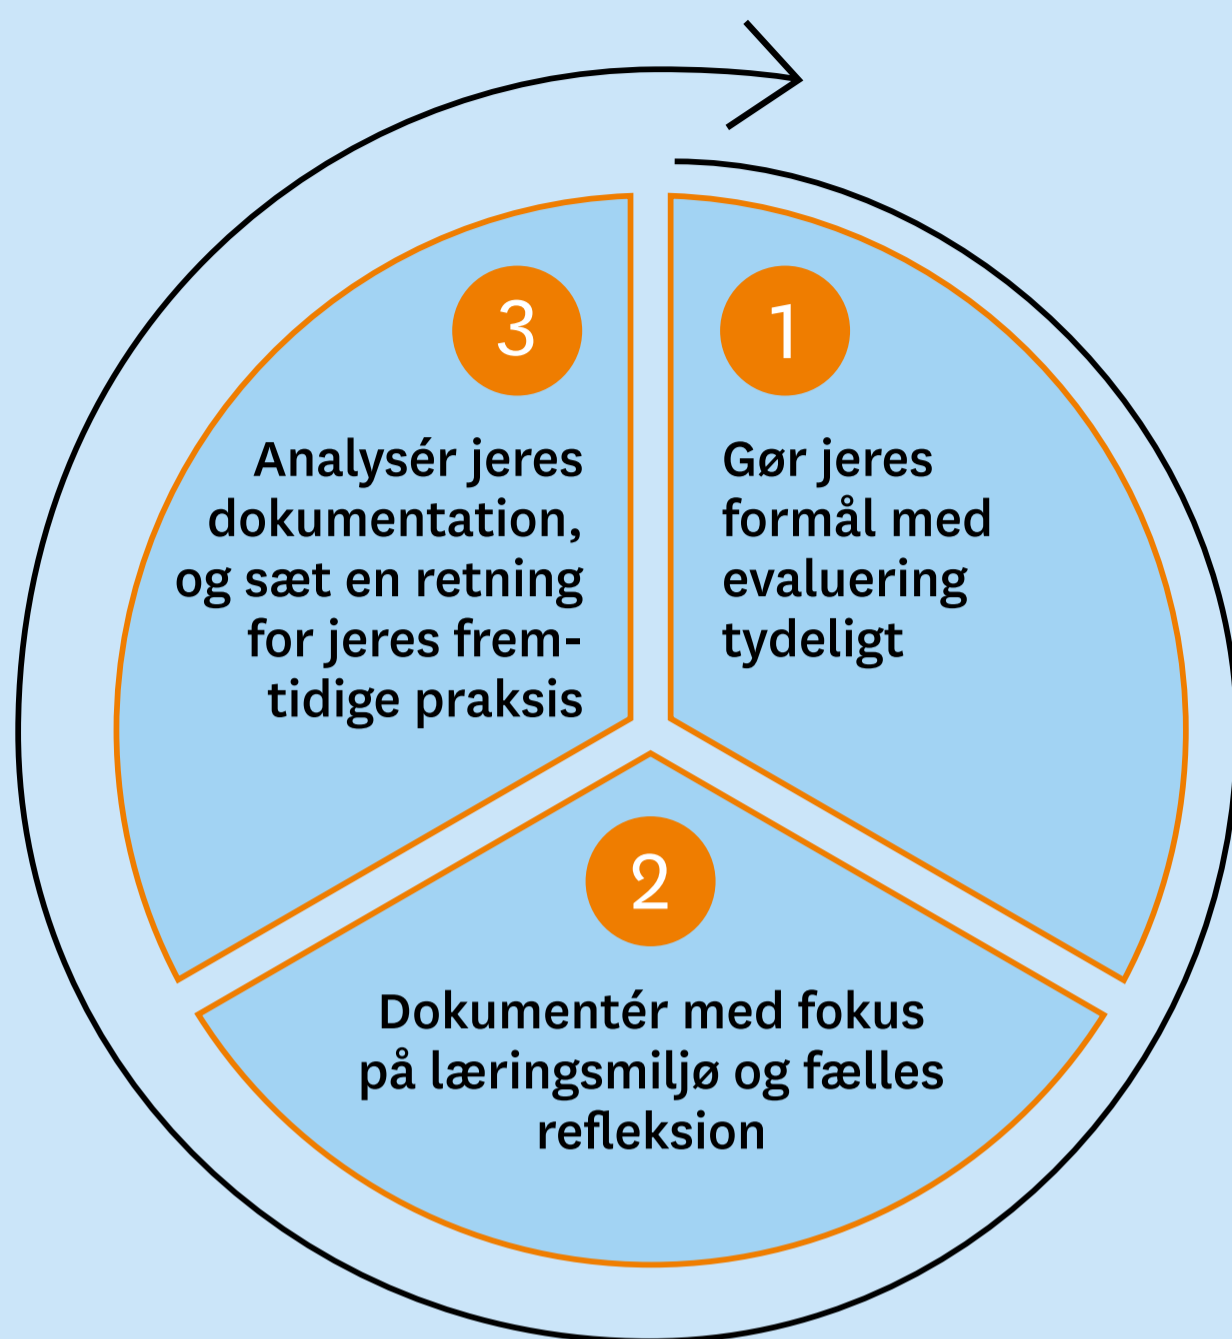 1
Gør jeres
formål med
evaluering
tydeligt
2
Dokumentér med fokus
på læringsmiljø og fælles
refleksion
3
Analysér jeres
dokumentation,
og sæt en retning
for jeres frem-
tidige praksis